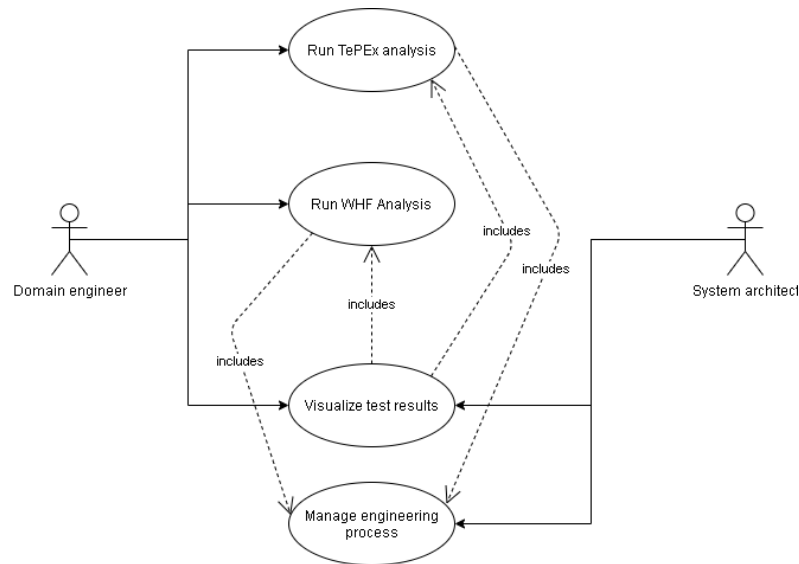 Run TePEx analysis
Run WHF Analysis
includes
Domain engineer
System architect
includes
includes
includes
includes
Visualize test results
Manage engineering
process